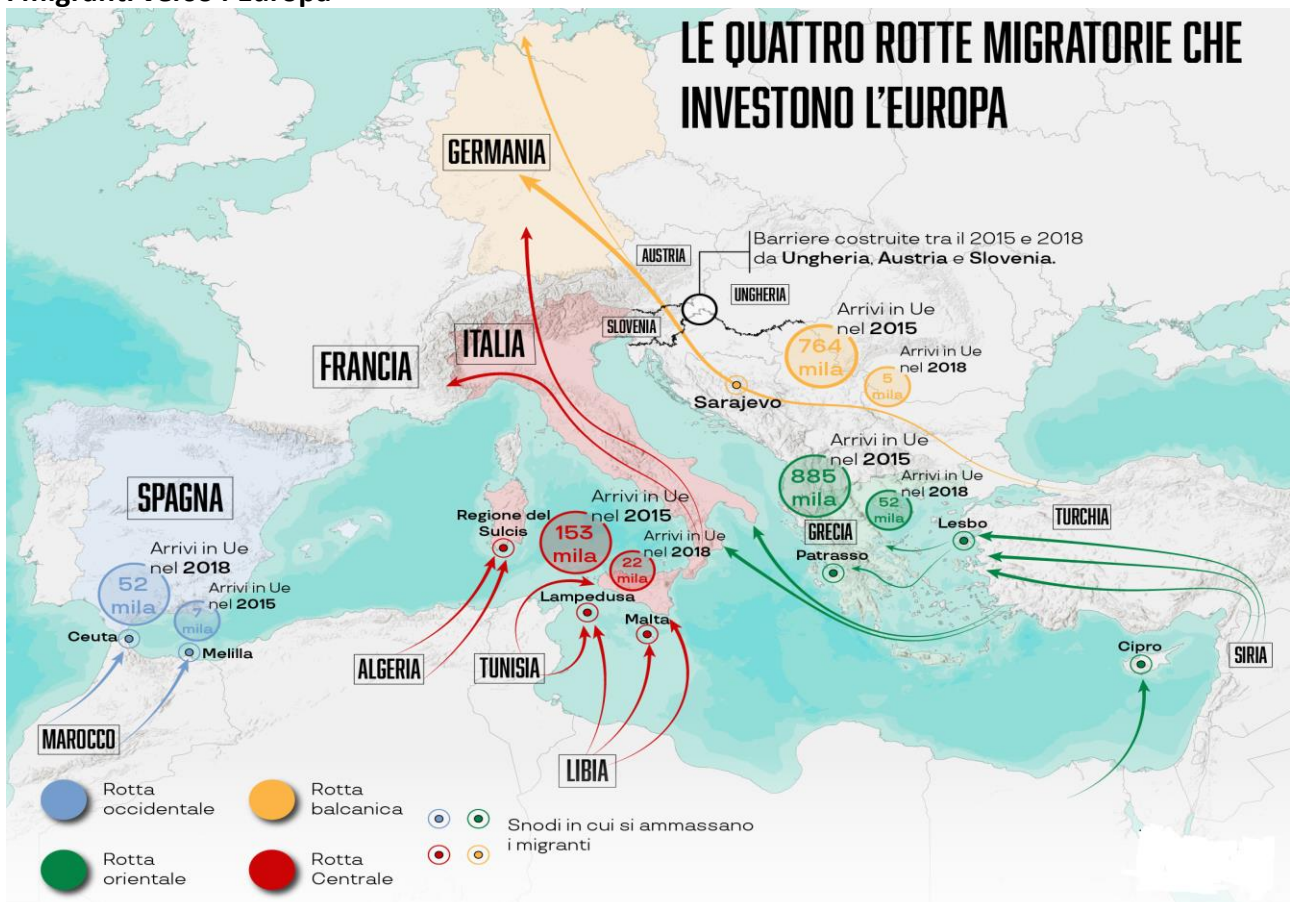 LE QUATTRO ROTTE MIGRATORIE CHE
INVESTONO L'EUROPA
GERMANIA
Barriere costruite tra il 2015 e 2018
da Ungheria, Austria e Slovenia.
AUSTRIA
UNGHERIA
SLOVENIA
ITALIA
FRANCIA
Arrivi in Ue
nel 2015
764
mila
Arrivi in Ue
nel 2018
5
mila
Sarajevo
Arrivi in Ue
nel 2015
885
mila
Arrivi in Ue
nel 2018
52
mila
GRECIA
Lesbo
TURCHIA
Patrasso
SPAGNA
Regione del
Sulcis
Arrivi in Ue
nel 2015
153
mila
Arrivi in Ue
nel 2018
22
mila
Arrivi in Ue
nel 2018
52
mila
Arrivi in Ue
nel 2015
7
mila
Ceuta
Melilla
Lampedusa
Malta
Cipro
SIRIA
ALGERIA
TUNISIA
MAROCCO
LIBIA
Rotta
occidentale
Rotta
balcanica
Rotta
orientale
Rotta
Centrale
Snodi in cui si ammassano
i migranti